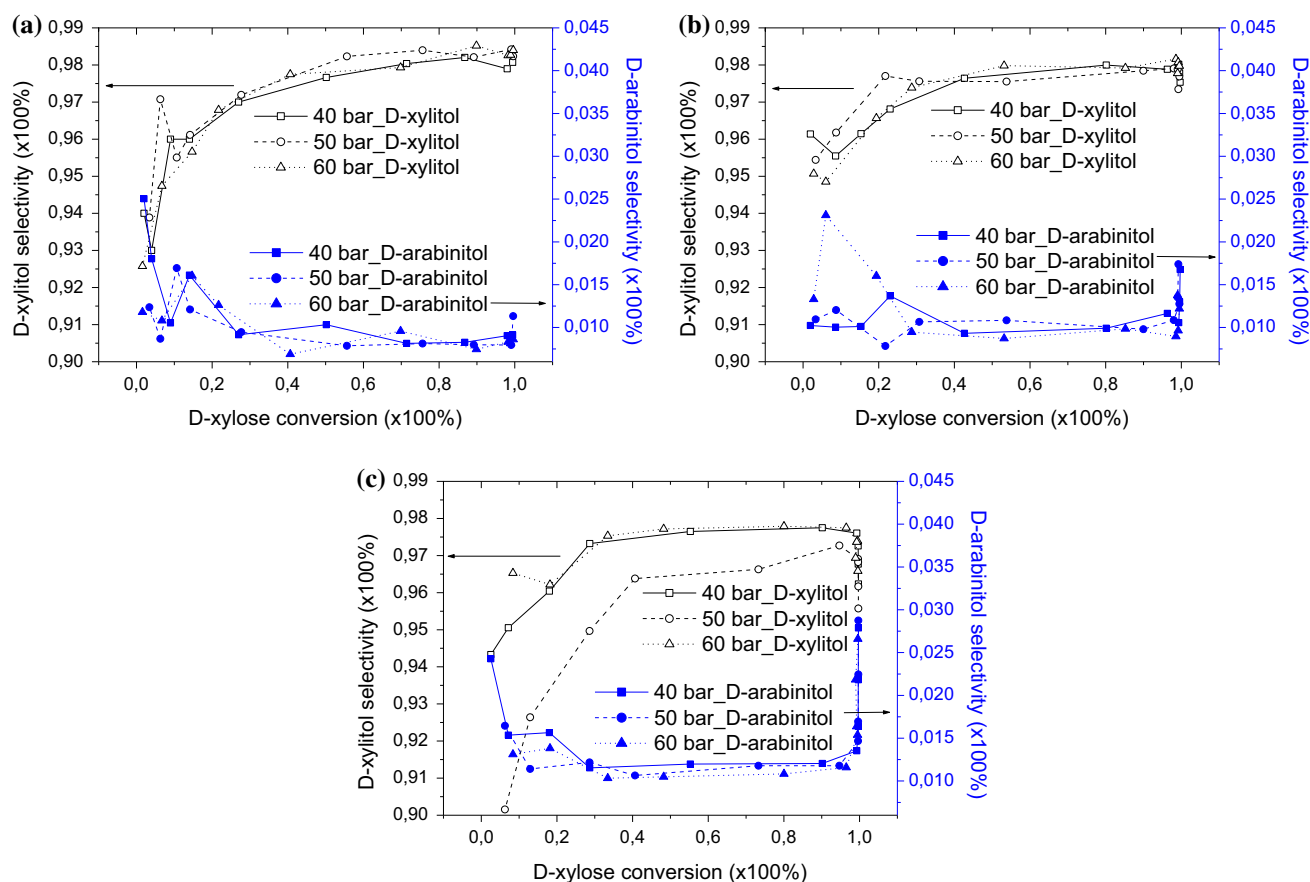 (a)
0,99
0,98
0,97
0,96
0,95
0,94
0,93
0,92
0,91
0,90
D-xylitol selectivity (x100%)
40 bar_D-xylitol
50 bar_D-xylitol
60 bar_D-xylitol
40 bar_D-arabinitol
50 bar_D-arabinitol
60 bar_D-arabinitol
0,045
0,040
0,035
0,030
0,025
0,020
0,015
0,010
D-arabinitol selectivity (x100%)
0,0 0,2 0,4 0,6 0,8 1,0
D-xylose conversion (x100%)
(b)
0,99
0,98
0,97
0,96
0,95
0,94
0,93
0,92
0,91
0,90
D-xylitol selectivity (x100%)
40 bar_D-xylitol
50 bar_D-xylitol
60 bar_D-xylitol
40 bar_D-arabinitol
50 bar_D-arabinitol
60 bar_D-arabinitol
0,045
0,040
0,035
0,030
0,025
0,020
0,015
0,010
D-arabinitol selectivity (x100%)
0,0 0,2 0,4 0,6 0,8 1,0
D-xylose conversion (x100%)
(c)
0,99
0,98
0,97
0,96
0,95
0,94
0,93
0,92
0,91
0,90
D-xylitol selectivity (x100%)
40 bar_D-xylitol
50 bar_D-xylitol
60 bar_D-xylitol
40 bar_D-arabinitol
50 bar_D-arabinitol
60 bar_D-arabinitol
0,045
0,040
0,035
0,030
0,025
0,020
0,015
0,010
D-arabinitol selectivity (x100%)
0,0 0,2 0,4 0,6 0,8 1,0
D-xylose conversion (x100%)